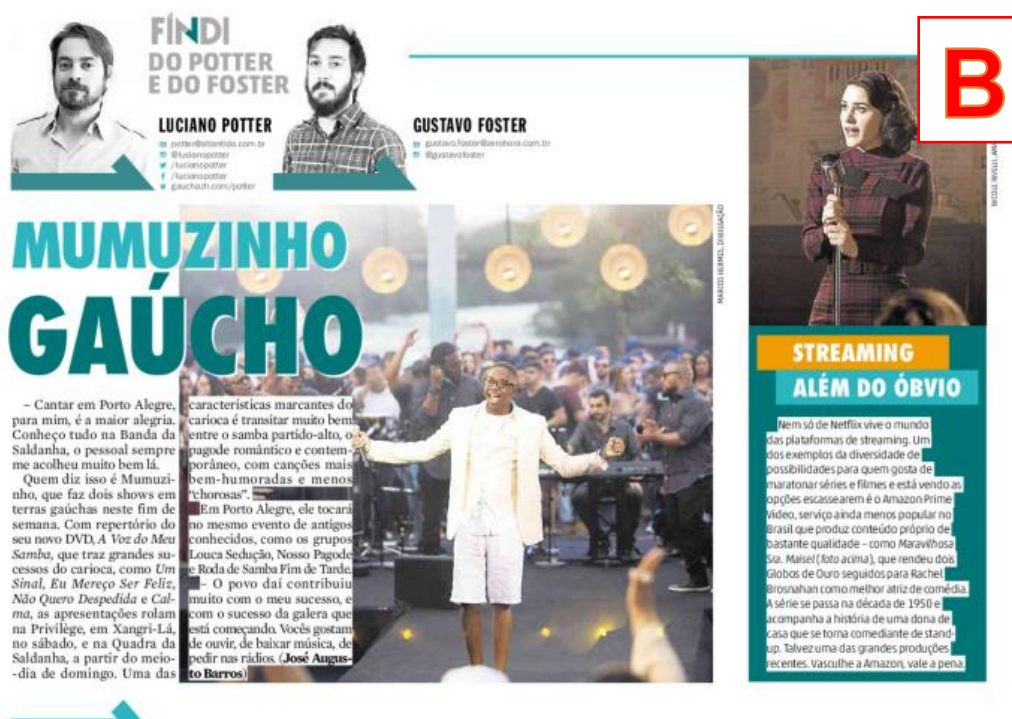 FÍNDI
DO POTTER
E DO FOSTER
LUCIANO POTTER
potter@atlantida.com.br
@lucianopotter
/lucianopotter
/lucianopotter
gauchazh.com/potter
GUSTAVO FOSTER
gustavo.foster@zerohora.com.br
@gustavofoster
B
MUMUZINHO
GAÚCHO
– Cantar em Porto Alegre,
para mim, é a maior alegria.
Conheço tudo na Banda da
Saldanha, o pessoal sempre
me acolheu muito bem lá.
Quem diz isso é Mumuzi-
nho, que faz dois shows em
terras gaúchas neste fim de
semana. Com repertório do
seu novo DVD, A Voz do Meu
Samba, que traz grandes su-
cessos do carioca, como Um
Sinal, Eu Mereço Ser Feliz,
Não Quero Despedida e Cal-
ma, as apresentações rolam
na Privilège, em Xangri-Lá,
no sábado, e na Quadra da
Saldanha, a partir do meio-
-dia de domingo. Uma das
características marcantes do
carioca é transitar muito bem
entre o samba partido-alto, o
pagode romântico e contem-
porâneo, com canções mais
bem-humoradas e menos
"chorosas".
Em Porto Alegre, ele tocará
no mesmo evento de antigos
conhecidos, como os grupos
Louca Sedução, Nosso Pagode
e Roda de Samba Fim de Tarde.
– O povo daí contribuiu
muito com o meu sucesso, e
com o sucesso da galera que
está começando. Vocês gostam
de ouvir, de baixar música, de
pedir nas rádios. (José Augus-
to Barros)
MARCOS HERMES, DIVULGAÇÃO
NICOLE RIVELLI,
STREAMING
ALÉM DO ÓBVIO
Nem só de Netflix vive o mundo
das plataformas de streaming. Um
dos exemplos da diversidade de
possibilidades para quem gosta de
maratonar séries e filmes e está vendo as
opções escassearem é o Amazon Prime
Video, serviço ainda menos popular no
Brasil que produz conteúdo próprio de
bastante qualidade – como Maravilhosa
Sra. Maisel (foto acima), que rendeu dois
Globos de Ouro seguidos para Rachel
Brosnahan como melhor atriz de comédia.
A série se passa na década de 1950 e
acompanha a história de uma dona de
casa que se torna comediante de stand-
up. Talvez uma das grandes produções
recentes. Vasculhe a Amazon, vale a pena.